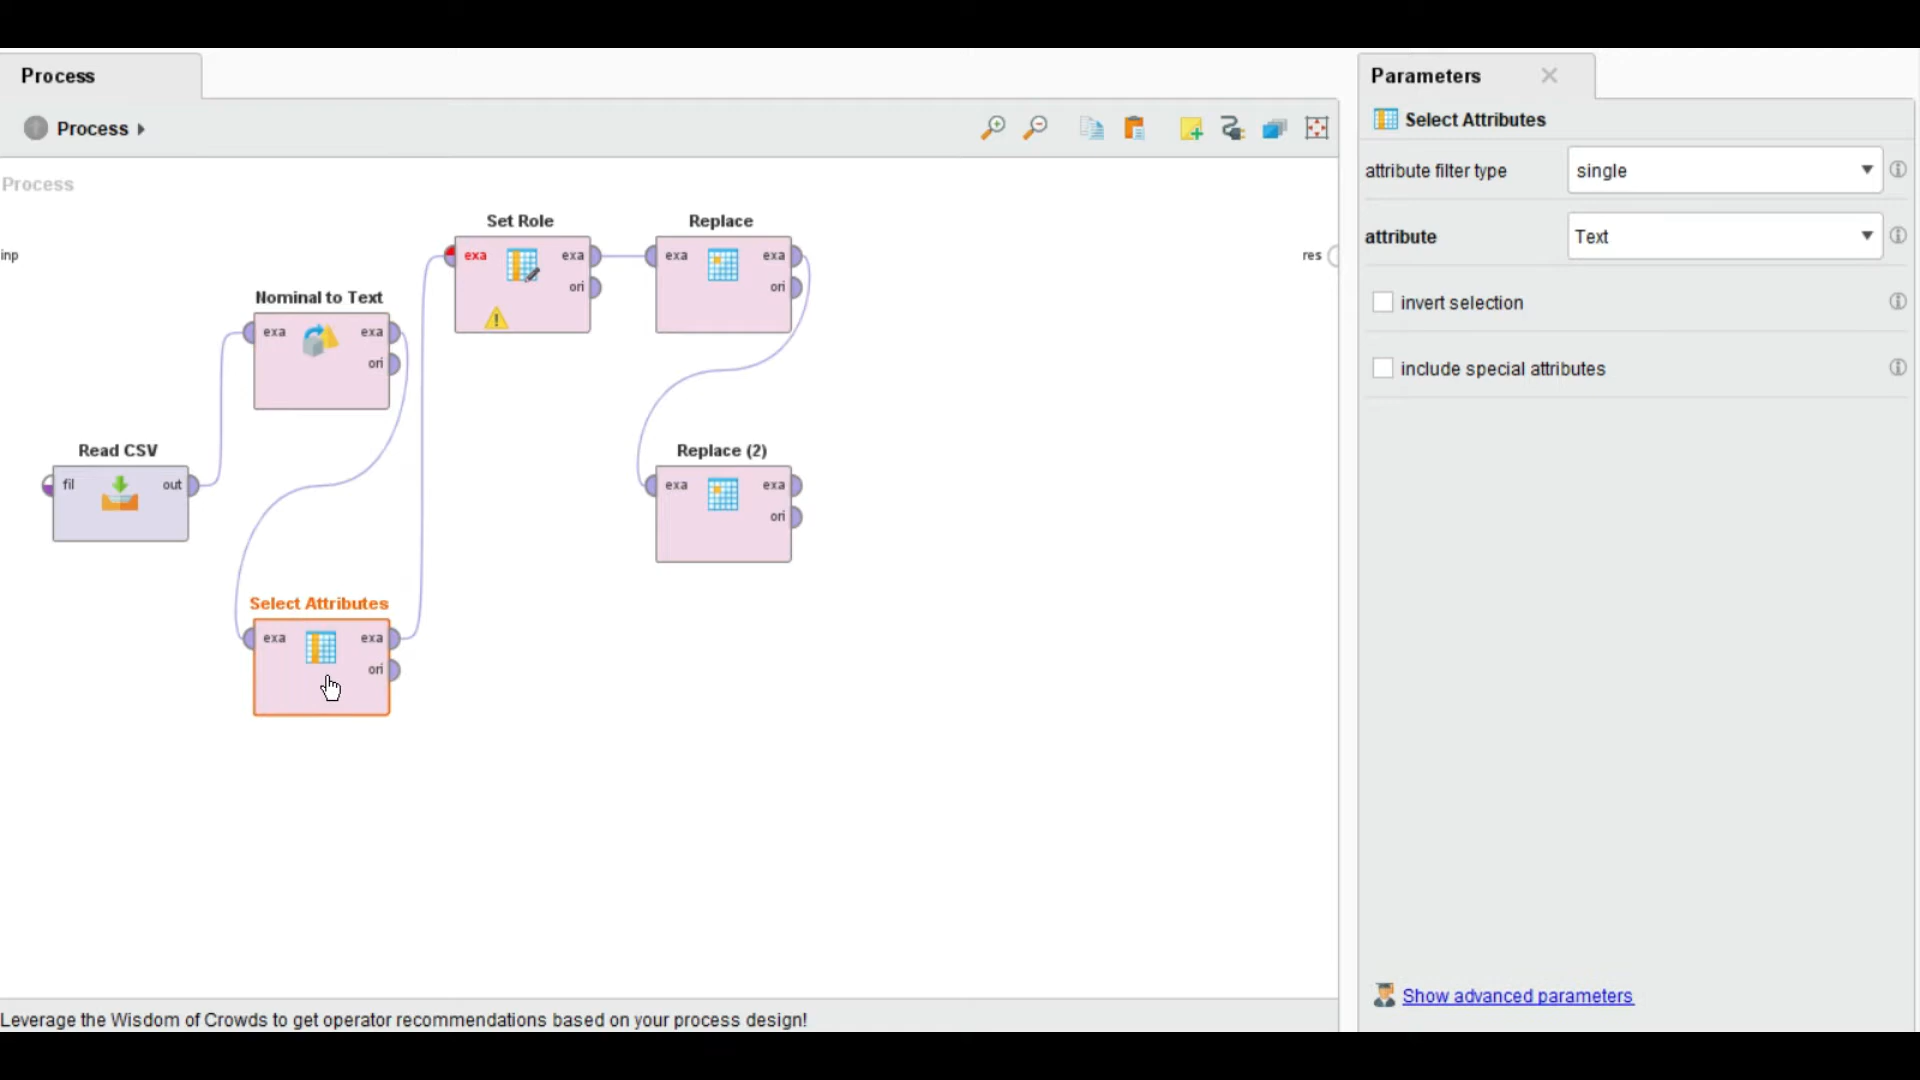 Process
Process
Process
inp
Set Role
exa
exa
ori
Replace
exa
exa
ori
res
Nominal to Text
exa
exa
ori
Read CSV
fil
out
Replace (2)
exa
exa
ori
Select Attributes
exa
exa
ori
Leverage the Wisdom of Crowds to get operator recommendations based on your process design!
Parameters
Select Attributes
attribute filter type
single
attribute
Text
invert selection
include special attributes
Show advanced parameters